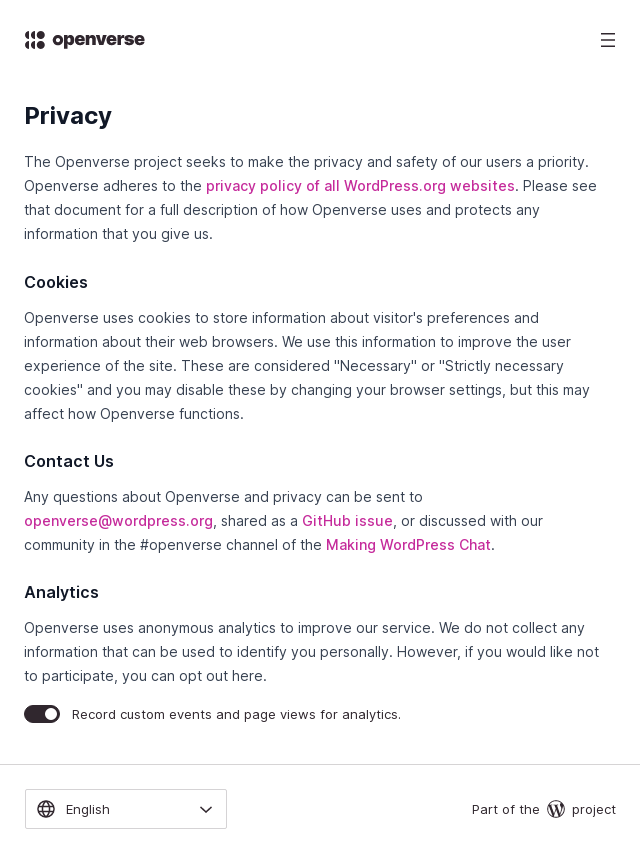 openverse
Privacy
The Openverse project seeks to make the privacy and safety of our users a priority.
Openverse adheres to the privacy policy of all WordPress.org websites. Please see
that document for a full description of how Openverse uses and protects any
information that you give us.
Cookies
Openverse uses cookies to store information about visitor's preferences and
information about their web browsers. We use this information to improve the user
experience of the site. These are considered "Necessary" or "Strictly necessary
cookies" and you may disable these by changing your browser settings, but this may
affect how Openverse functions.
Contact Us
Any questions about Openverse and privacy can be sent to
openverse@wordpress.org, shared as a GitHub issue, or discussed with our
community in the #openverse channel of the Making WordPress Chat.
Analytics
Openverse uses anonymous analytics to improve our service. We do not collect any
information that can be used to identify you personally. However, if you would like not
to participate, you can opt out here.
Record custom events and page views for analytics.
English
Part of the project